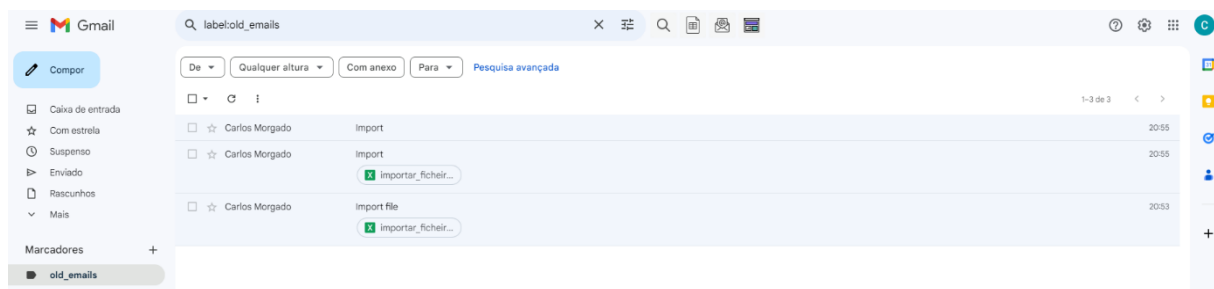 Gmail
label:old_emails
C
Compor
De Qualquer altura Com anexo Para Pesquisa avançada
1–3 de 3
Caixa de entrada
Com estrela
Suspenso
Enviado
Rascunhos
Mais
Carlos Morgado Import 20:55
Carlos Morgado Import 20:55
X importar_ficheir...
Carlos Morgado Import file 20:53
X importar_ficheir...
Marcadores
old_emails
31